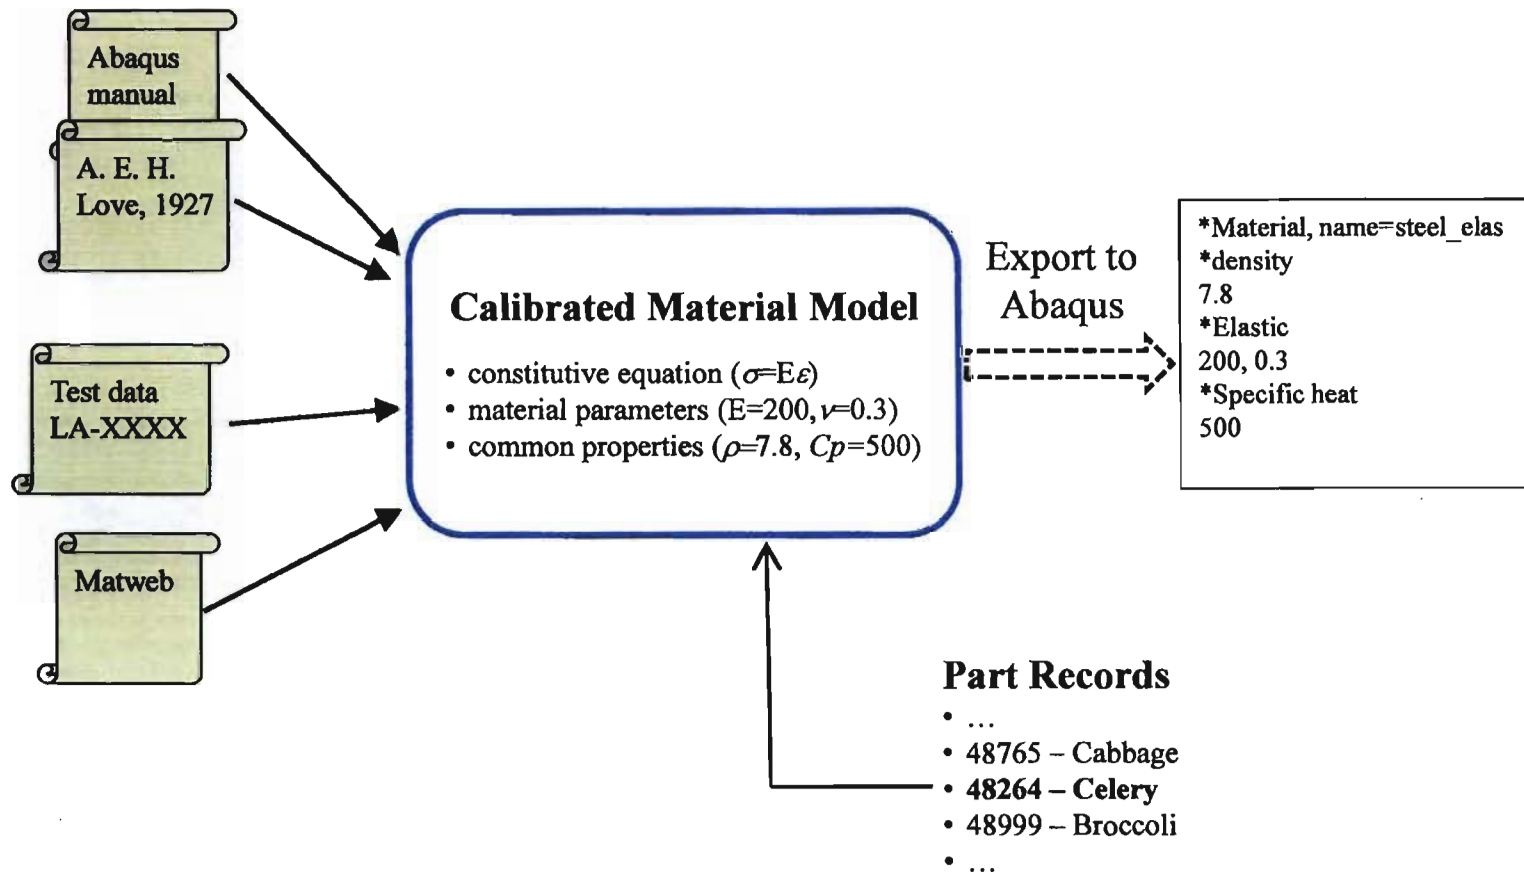 Abaqus
manual
A. E. H.
Love, 1927
Test data
LA-XXXX
Matweb
Calibrated Material Model
• constitutive equation (σ=Eε)
• material parameters (E=200, ν=0.3)
• common properties (ρ=7.8, Cp=500)
Export to
Abaqus
*Material, name=steel_elas
*density
7.8
*Elastic
200, 0.3
*Specific heat
500
Part Records
• ...
• 48765 – Cabbage
• 48264 – Celery
• 48999 – Broccoli
• ...